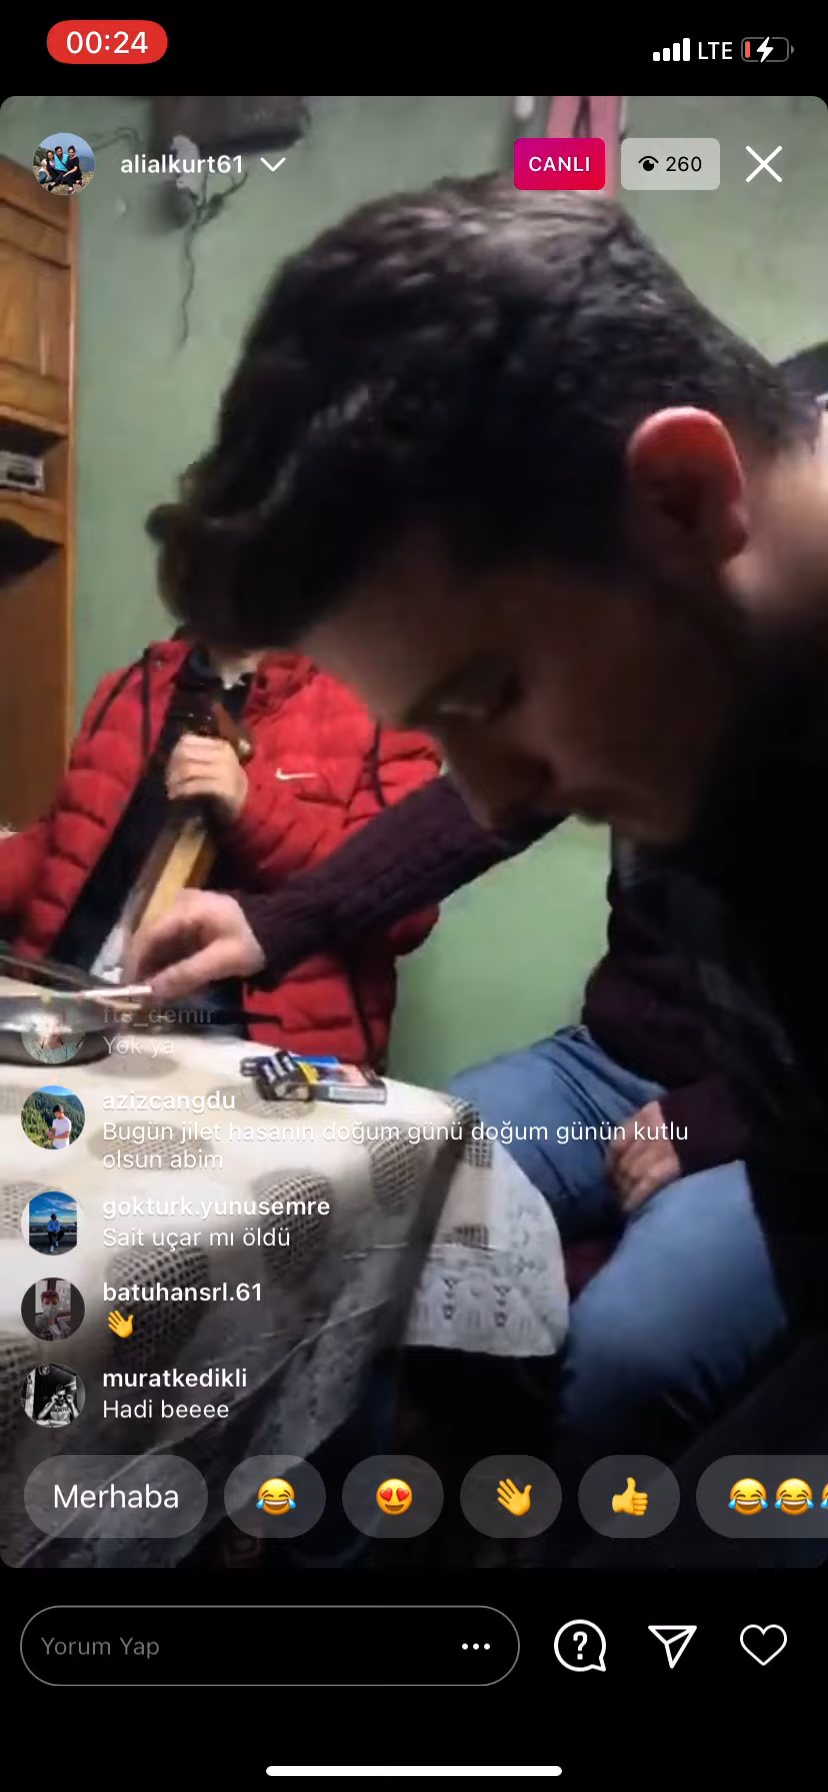 00:24
LTE
alialkurt61
CANLI
260
fts_demir
Yok ya
azizcangdu
Bugün jilet hasanın doğum günü doğum günün kutlu
olsun abim
gokturk.yunusemre
Sait uçar mı öldü
batuhansrl.61
👋
muratkedikli
Hadi beeee
Merhaba 😂 😍 👋 👍 😂😂
Yorum Yap